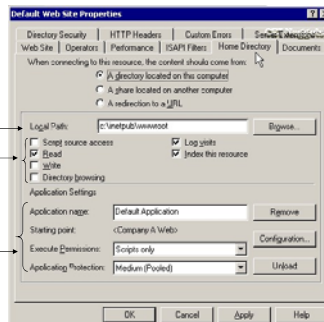 Default Web Site Properties
Directory Security HTTP Headers Custom Errors Server Extensions
Web Site Operators Performance ISAPI Filters Home Directory Documents
When connecting to this resource, the content should come from:
A directory located on this computer
A share located on another computer
A redirection to a URL
Local Path: c:\inetpub\wwwroot Browse...
Script source access Log visits
Read Index this resource
Write
Directory browsing
Application Settings
Application name: Default Application Remove
Starting point: <Company A Web>
Configuration...
Execute Permissions: Scripts only
Application Protection: Medium (Pooled) Unload
OK Cancel Apply Help